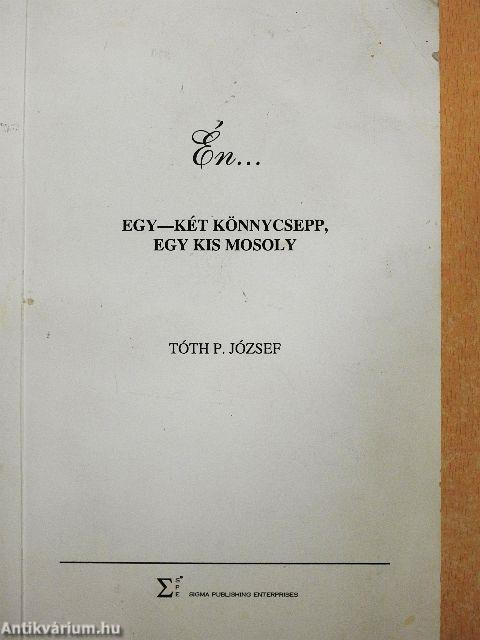 Én...
EGY—KÉT KÖNNYCSEPP,
EGY KIS MOSOLY
TÓTH P. JÓZSEF
Σ S P E SIGMA PUBLISHING ENTERPRISES
Antikvárium.hu